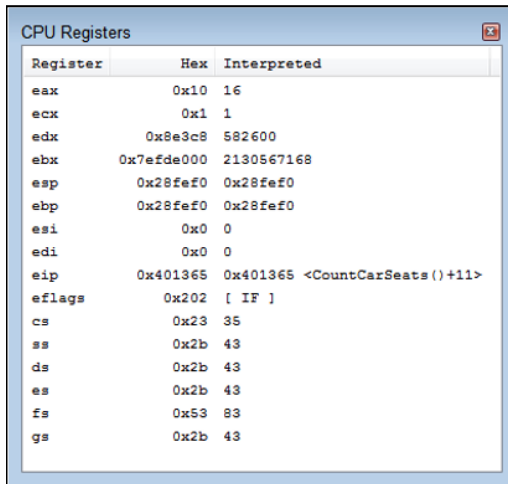 CPU Registers
Register Hex Interpreted
eax 0x10 16
ecx 0x1 1
edx 0x8e3c8 582600
ebx 0x7efde000 2130567168
esp 0x28fef0 0x28fef0
ebp 0x28fef0 0x28fef0
esi 0x0 0
edi 0x0 0
eip 0x401365 0x401365 <CountCarSeats()+11>
eflags 0x202 [ IF ]
cs 0x23 35
ss 0x2b 43
ds 0x2b 43
es 0x2b 43
fs 0x53 83
gs 0x2b 43